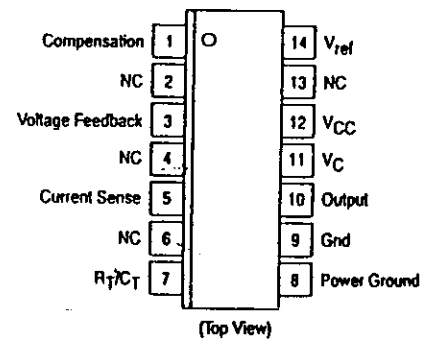 Compensation 1 14 Vref
NC 2 13 NC
Voltage Feedback 3 12 VCC
NC 4 11 VC
Current Sense 5 10 Output
NC 6 9 Gnd
RT/CT 7 8 Power Ground
(Top View)